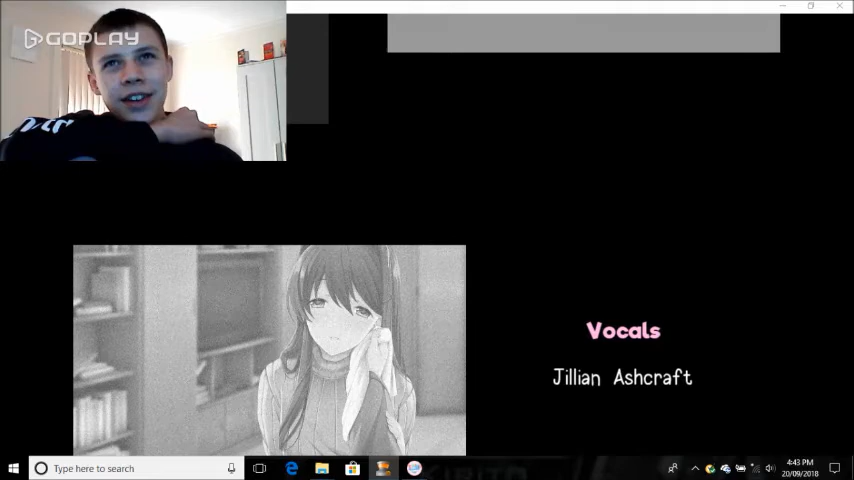 GOPLAY
Vocals
Jillian Ashcraft
Type here to search
4:43 PM
20/09/2018